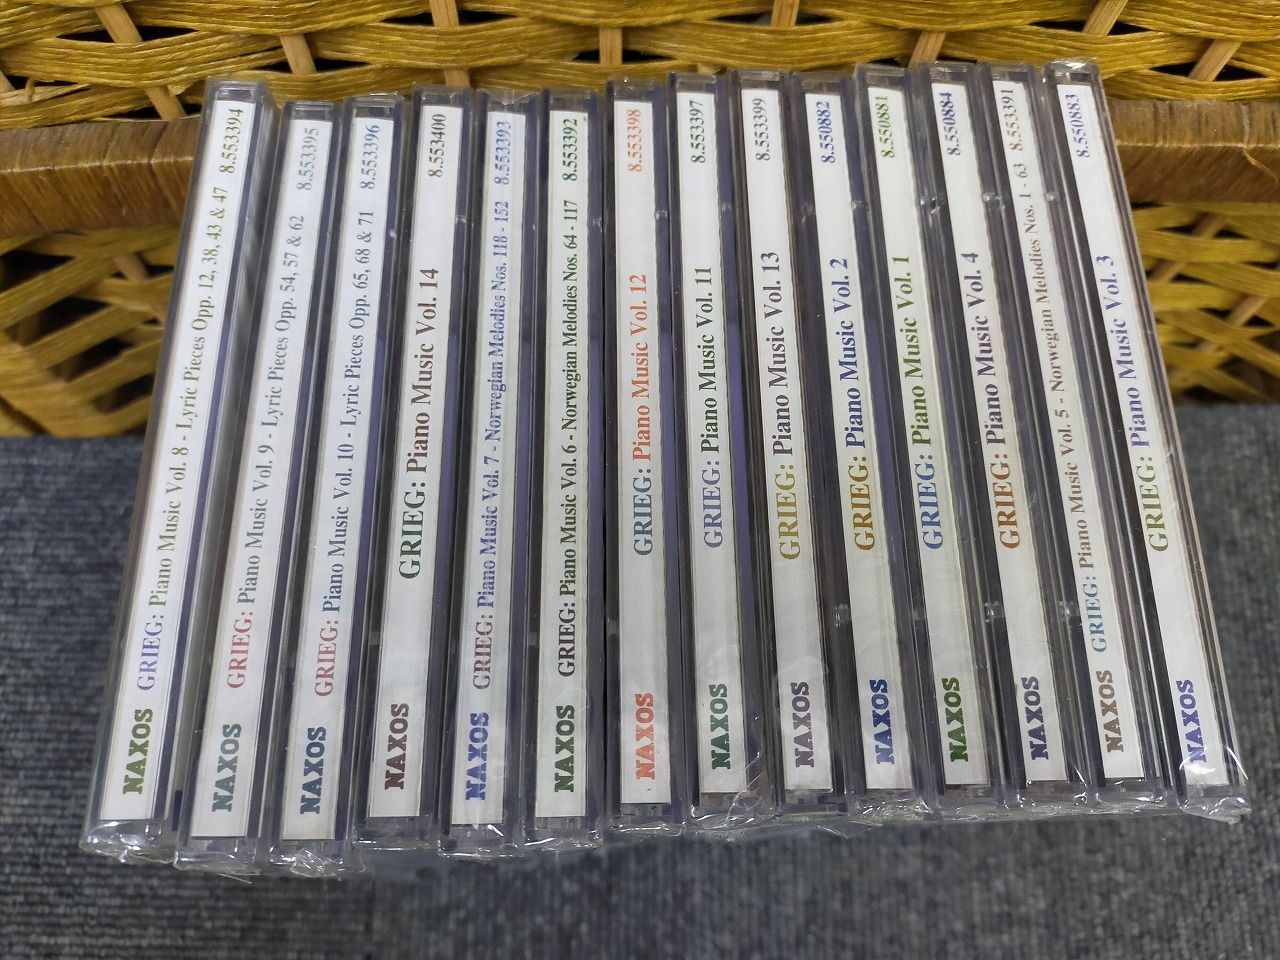 NAXOS GRIEG: Piano Music Vol. 8 - Lyric Pieces Opp. 12, 38, 43 & 47 8.553394
NAXOS GRIEG: Piano Music Vol. 9 - Lyric Pieces Opp. 54, 57 & 62 8.553395
NAXOS GRIEG: Piano Music Vol. 10 - Lyric Pieces Opp. 65, 68 & 71 8.553396
NAXOS GRIEG: Piano Music Vol. 14 8.553400
NAXOS GRIEG: Piano Music Vol. 7 - Norwegian Melodies Nos. 118 - 152 8.553393
NAXOS GRIEG: Piano Music Vol. 6 - Norwegian Melodies Nos. 64 - 117 8.553392
NAXOS GRIEG: Piano Music Vol. 12 8.553398
NAXOS GRIEG: Piano Music Vol. 11 8.553397
NAXOS GRIEG: Piano Music Vol. 13 8.553399
NAXOS GRIEG: Piano Music Vol. 2 8.550882
NAXOS GRIEG: Piano Music Vol. 1 8.550881
NAXOS GRIEG: Piano Music Vol. 4 8.550884
NAXOS GRIEG: Piano Music Vol. 5 - Norwegian Melodies Nos. 1 - 63 8.553391
NAXOS GRIEG: Piano Music Vol. 3 8.550883